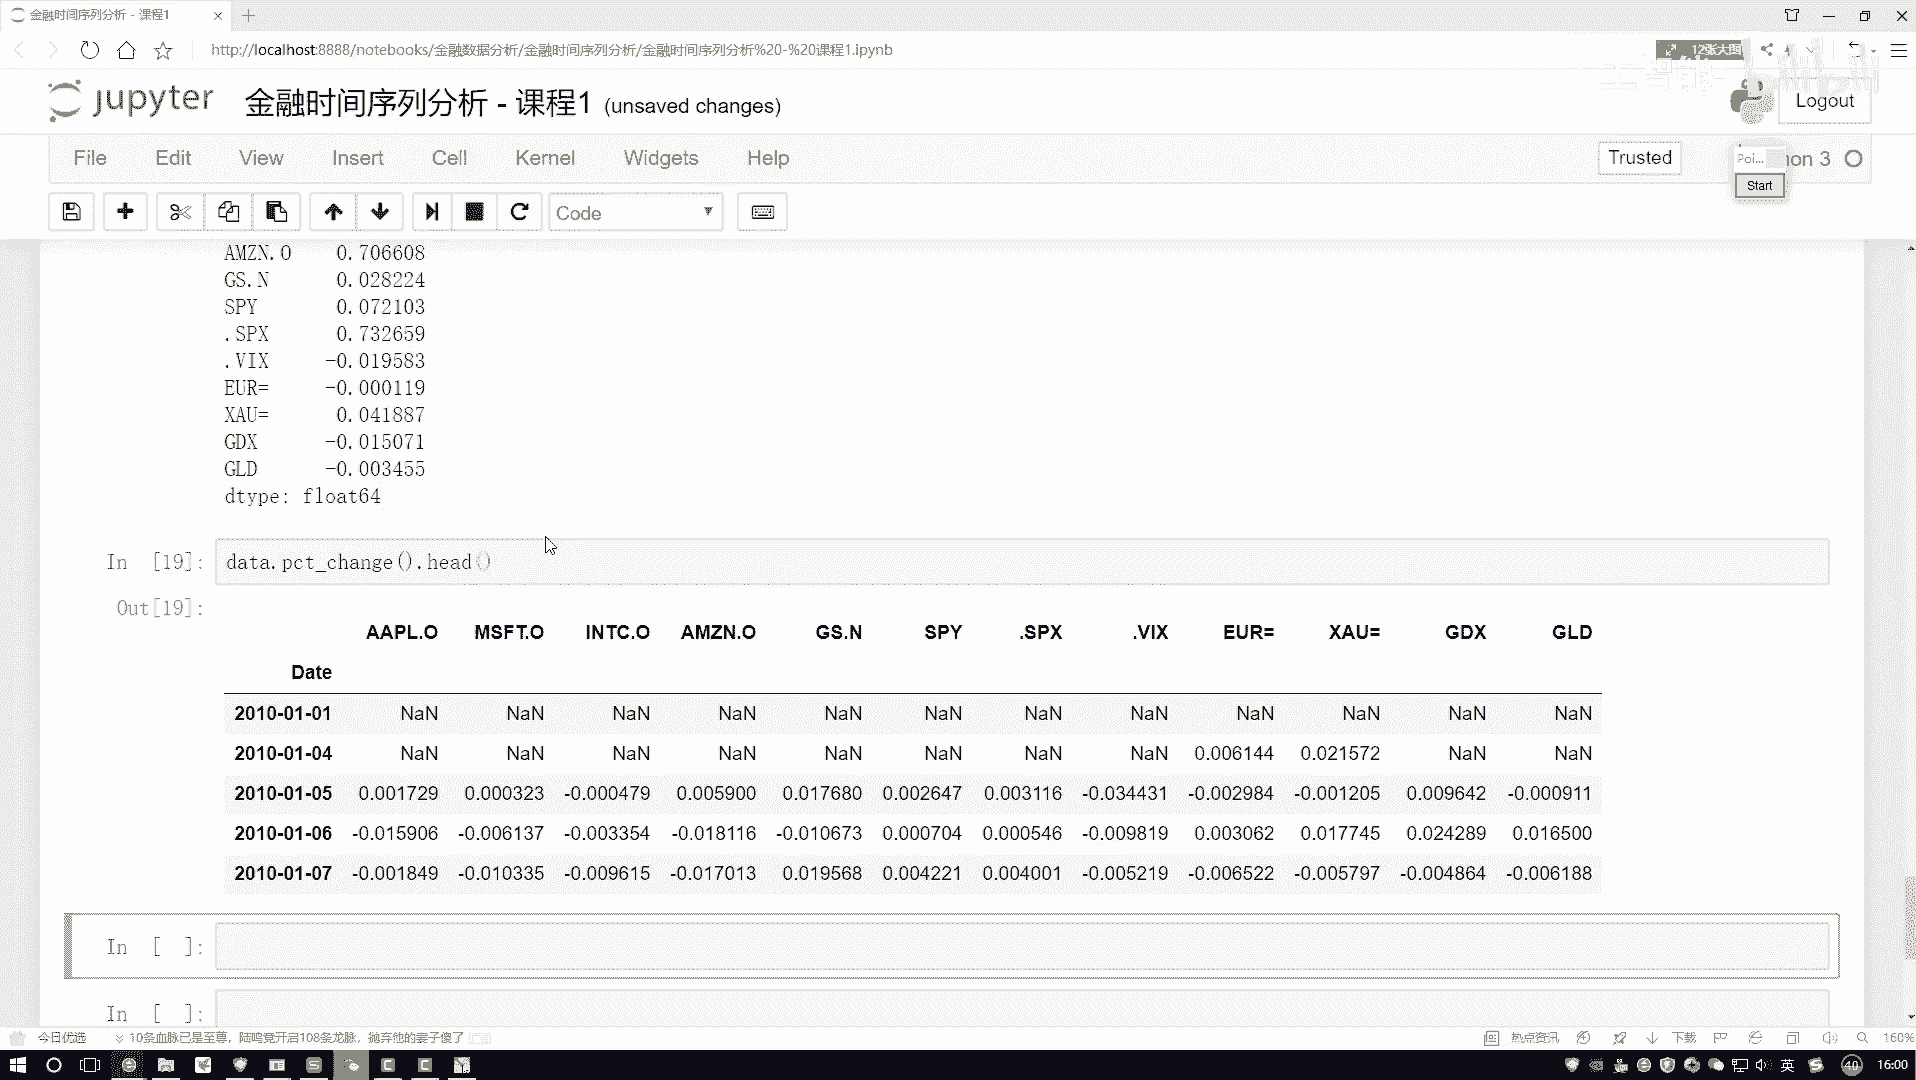 金融时间序列分析 - 课程1
http://localhost:8888/notebooks/金融数据分析/金融时间序列分析/金融时间序列分析%20-%20课程1.ipynb
12张大图
jupyter 金融时间序列分析 - 课程1 (unsaved changes)
Logout
File Edit View Insert Cell Kernel Widgets Help
Trusted
Poi... hon 3
Start
Code
AMZN.O 0.706608
GS.N 0.028224
SPY 0.072103
.SPX 0.732659
.VIX -0.019583
EUR= -0.000119
XAU= 0.041887
GDX -0.015071
GLD -0.003455
dtype: float64
In [19]: data.pct_change().head()
Out[19]:
AAPL.O MSFT.O INTC.O AMZN.O GS.N SPY .SPX .VIX EUR= XAU= GDX GLD
Date
2010-01-01 NaN NaN NaN NaN NaN NaN NaN NaN NaN NaN NaN NaN
2010-01-04 NaN NaN NaN NaN NaN NaN NaN NaN 0.006144 0.021572 NaN NaN
2010-01-05 0.001729 0.000323 -0.000479 0.005900 0.017680 0.002647 0.003116 -0.034431 -0.002984 -0.001205 0.009642 -0.000911
2010-01-06 -0.015906 -0.006137 -0.003354 -0.018116 -0.010673 0.000704 0.000546 -0.009819 0.003062 0.017745 0.024289 0.016500
2010-01-07 -0.001849 -0.010335 -0.009615 -0.017013 0.019568 0.004221 0.004001 -0.005219 -0.006522 -0.005797 -0.004864 -0.006188
In [ ]:
In [ ]:
今日优选 10条血脉已是至尊，陆鸣竟开启108条龙脉，抛弃他的妻子傻了
热点资讯 下载 160%
英 40 16:00